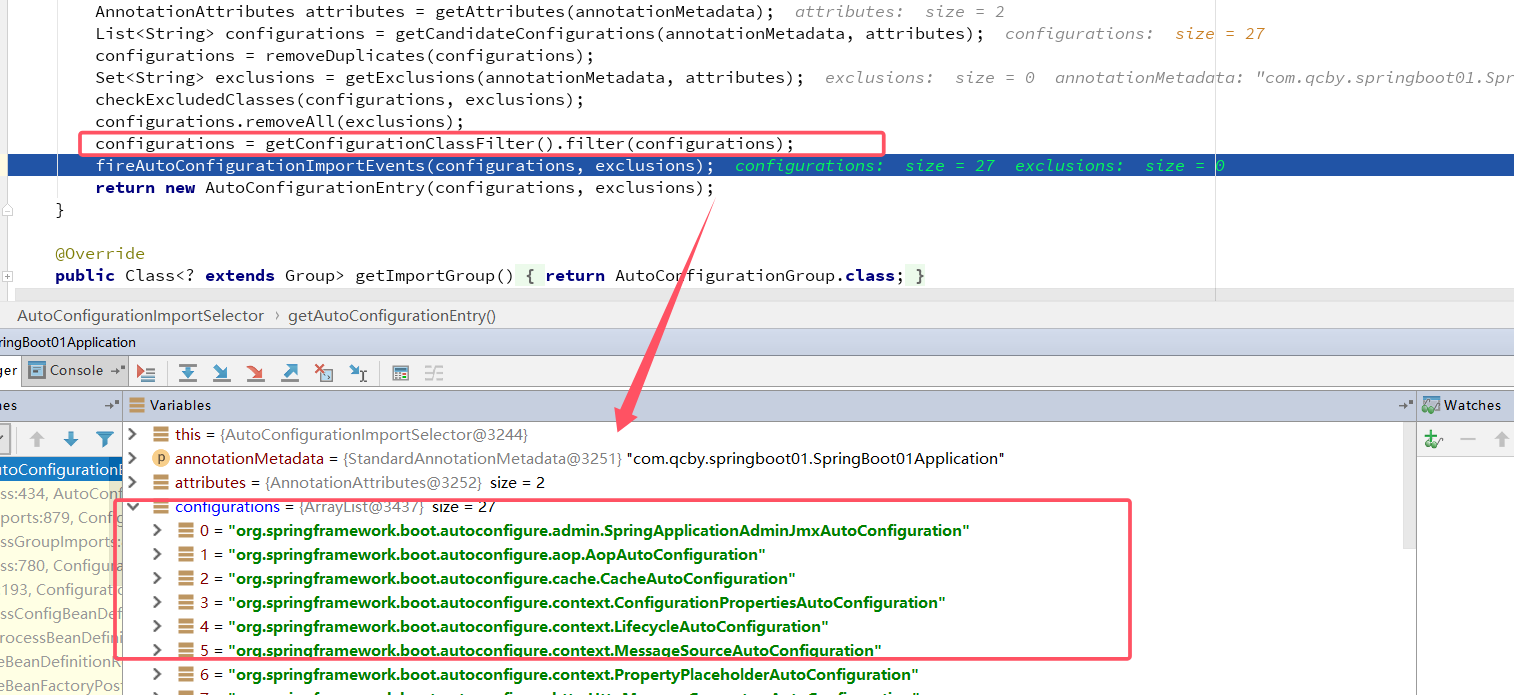 AnnotationAttributes attributes = getAttributes(annotationMetadata); attributes: size = 2
List<String> configurations = getCandidateConfigurations(annotationMetadata, attributes); configurations: size = 27
configurations = removeDuplicates(configurations);
Set<String> exclusions = getExclusions(annotationMetadata, attributes); exclusions: size = 0 annotationMetadata: "com.qcby.springboot01.Spr
checkExcludedClasses(configurations, exclusions);
configurations.removeAll(exclusions);
configurations = getConfigurationClassFilter().filter(configurations);
fireAutoConfigurationImportEvents(configurations, exclusions); configurations: size = 27 exclusions: size = 0
return new AutoConfigurationEntry(configurations, exclusions);
}
@Override
public Class<? extends Group> getImportGroup() { return AutoConfigurationGroup.class; }
AutoConfigurationImportSelector › getAutoConfigurationEntry()
ringBoot01Application
ger Console
es Variables Watches
this = {AutoConfigurationImportSelector@3244}
annotationMetadata = {StandardAnnotationMetadata@3251} "com.qcby.springboot01.SpringBoot01Application"
utoConfigurationE attributes = {AnnotationAttributes@3252} size = 2
ss:434, AutoConf configurations = {ArrayList@3437} size = 27
ports:879, Config 0 = "org.springframework.boot.autoconfigure.admin.SpringApplicationAdminJmxAutoConfiguration"
ssGroupImports: 1 = "org.springframework.boot.autoconfigure.aop.AopAutoConfiguration"
ss:780, Configura 2 = "org.springframework.boot.autoconfigure.cache.CacheAutoConfiguration"
193, Configuratio 3 = "org.springframework.boot.autoconfigure.context.ConfigurationPropertiesAutoConfiguration"
ssConfigBeanDef 4 = "org.springframework.boot.autoconfigure.context.LifecycleAutoConfiguration"
rocessBeanDefini 5 = "org.springframework.boot.autoconfigure.context.MessageSourceAutoConfiguration"
eBeanDefinitionR 6 = "org.springframework.boot.autoconfigure.context.PropertyPlaceholderAutoConfiguration"
eBeanFactoryPost